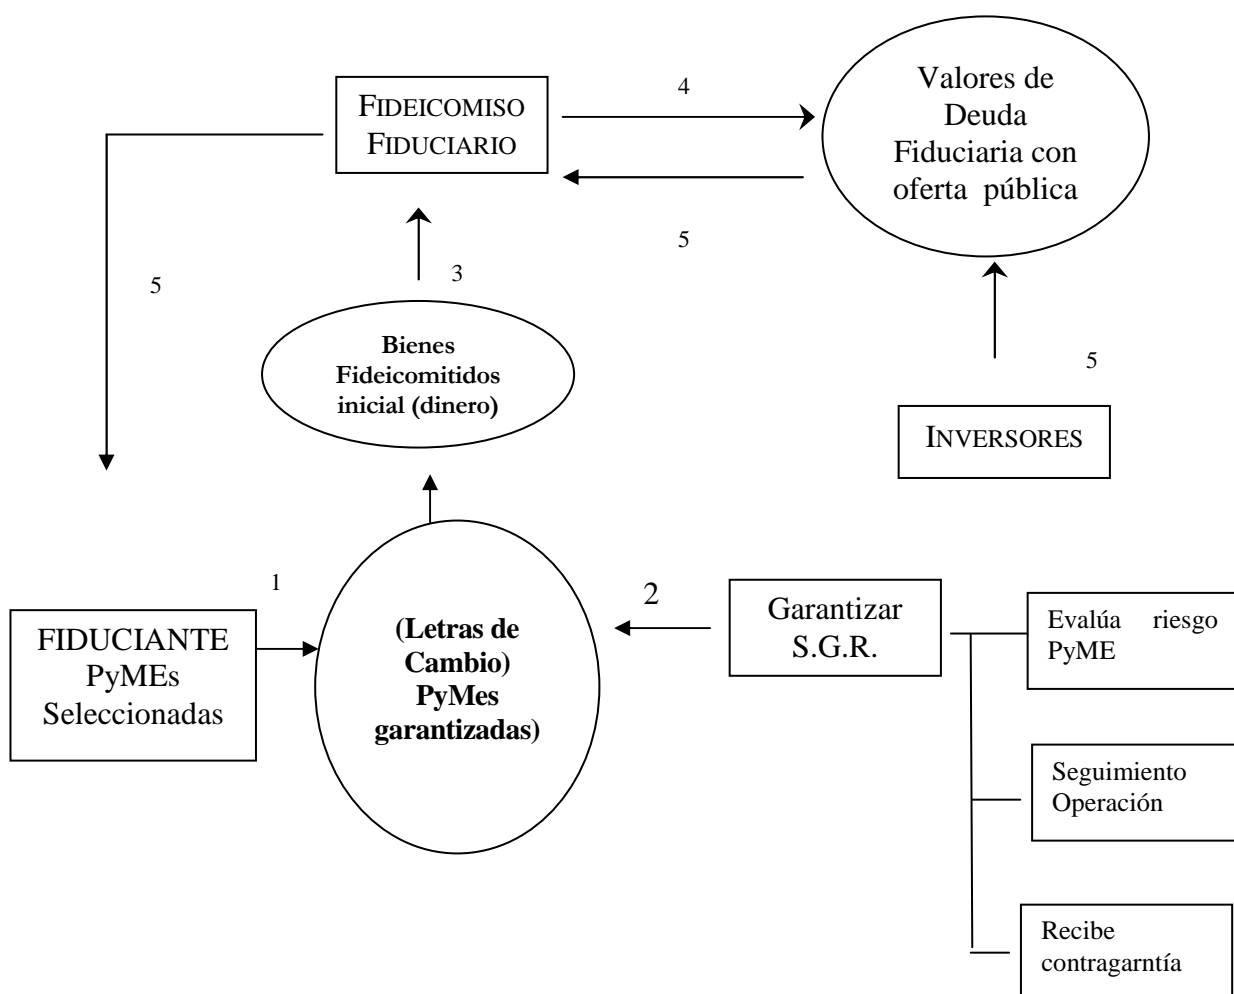 Valores de
Deuda
Fiduciaria con
oferta pública
4
FIDEICOMISO
FIDUCIARIO
5
3
5
Bienes
Fideicomitidos
inicial (dinero)
5
INVERSORES
1
2
FIDUCIANTE
PyMEs
Seleccionadas
(Letras de
Cambio)
PyMes
garantizadas)
Garantizar
S.G.R.
Evalúa riesgo
PyME
Seguimiento
Operación
Recibe
contragarntía